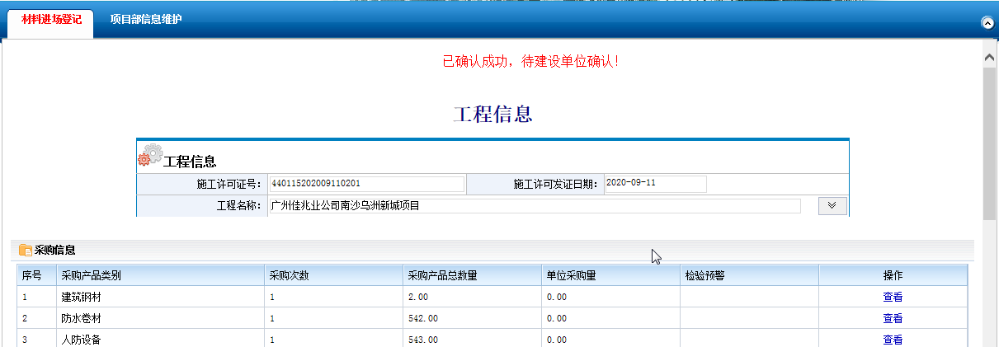 材料进场登记 项目部信息维护
已确认成功，待建设单位确认！
工程信息
工程信息
施工许可证号： 440115202009110201 施工许可发证日期： 2020-09-11
工程名称： 广州佳兆业公司南沙乌洲新城项目
采购信息
序号 采购产品类别 采购次数 采购产品总数量 单位采购量 检验预警 操作
1 建筑钢材 1 2.00 0.00 查看
2 防水卷材 1 542.00 0.00 查看
3 人防设备 1 543.00 0.00 查看